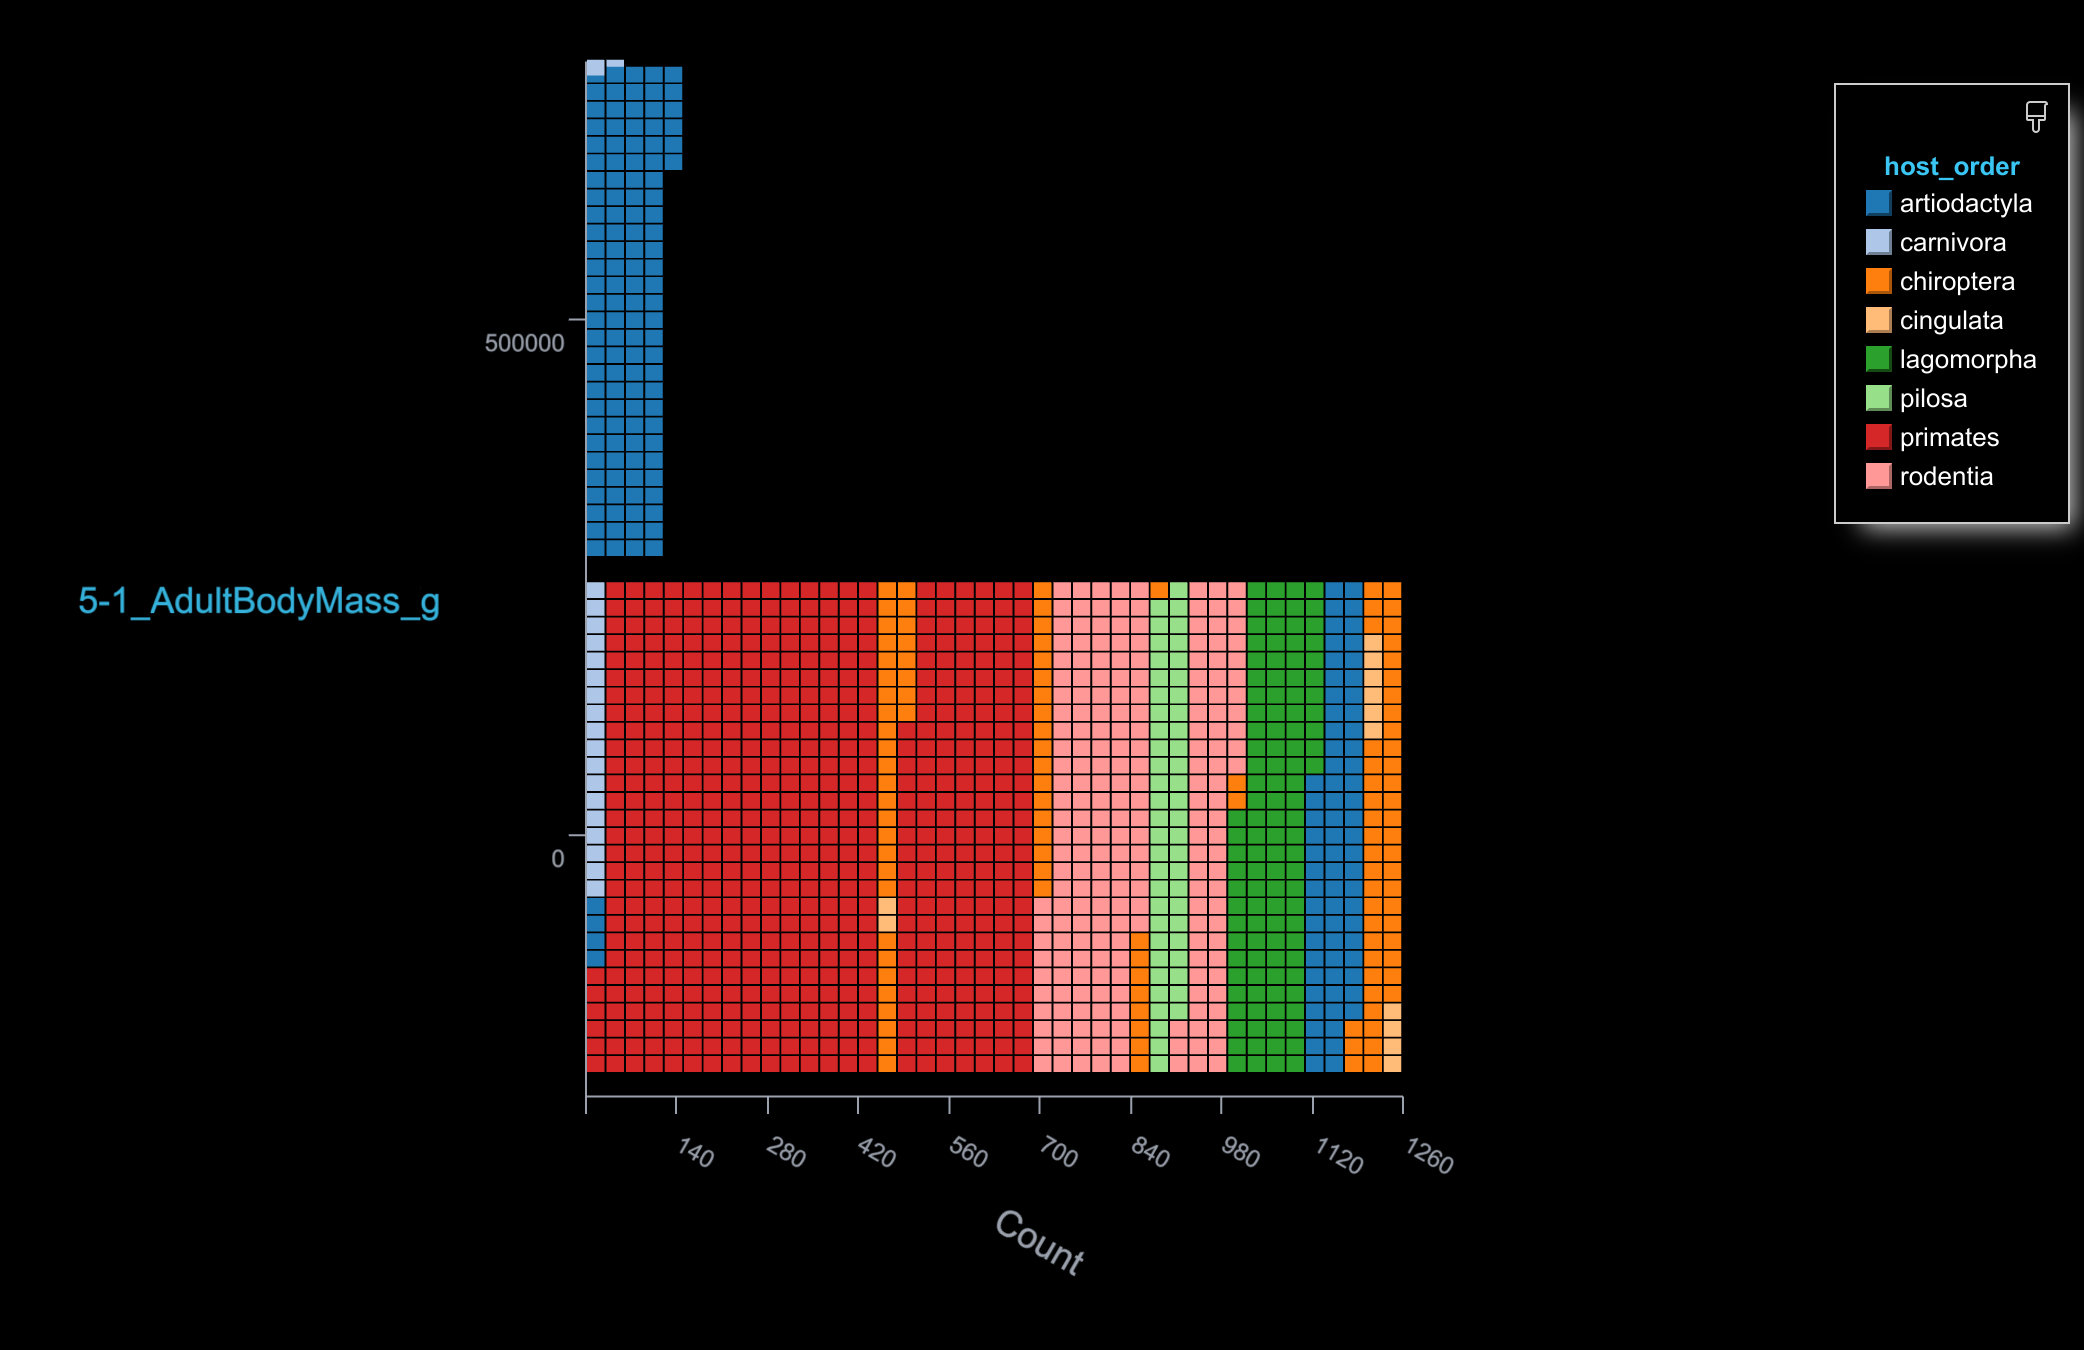 500000
5-1_AdultBodyMass_g
0
140
280
420
560
700
840
980
1120
1260
Count
host_order
artiodactyla
carnivora
chiroptera
cingulata
lagomorpha
pilosa
primates
rodentia